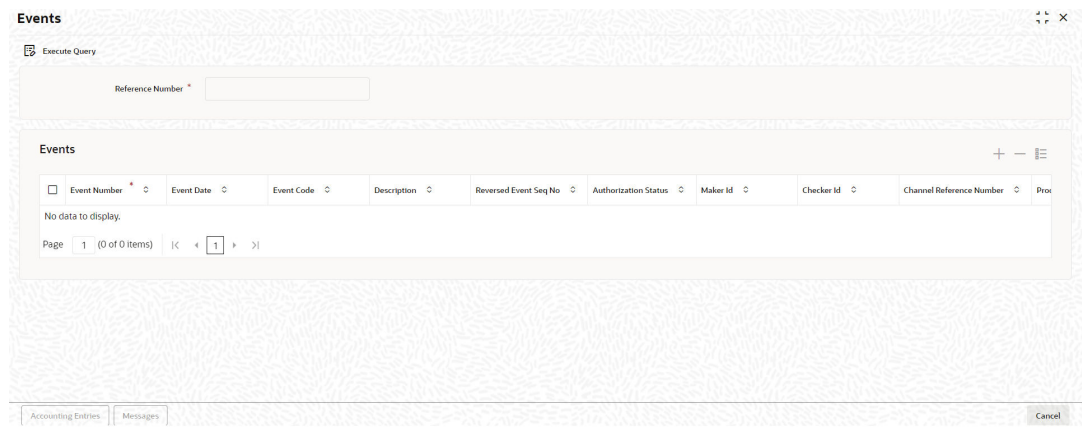 Events
Execute Query
Reference Number *
Events
Event Number * Event Date Event Code Description Reversed Event Seq No Authorization Status Maker Id Checker Id Channel Reference Number
No data to display.
Page 1 (0 of 0 items) 1
Accounting Entries Messages Cancel